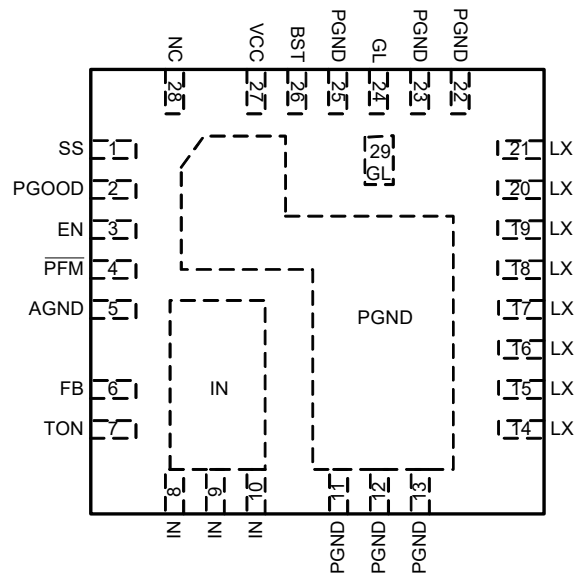 NC
VCC
BST
PGND
GL
PGND
PGND
28
27
26
25
24
23
22
SS 1
29
GL
21 LX
PGOOD 2
20 LX
EN 3
19 LX
PFM 4
18 LX
AGND 5
17 LX
PGND
16 LX
FB 6
IN
15 LX
TON 7
14 LX
8
9
10
11
12
13
IN
IN
IN
PGND
PGND
PGND